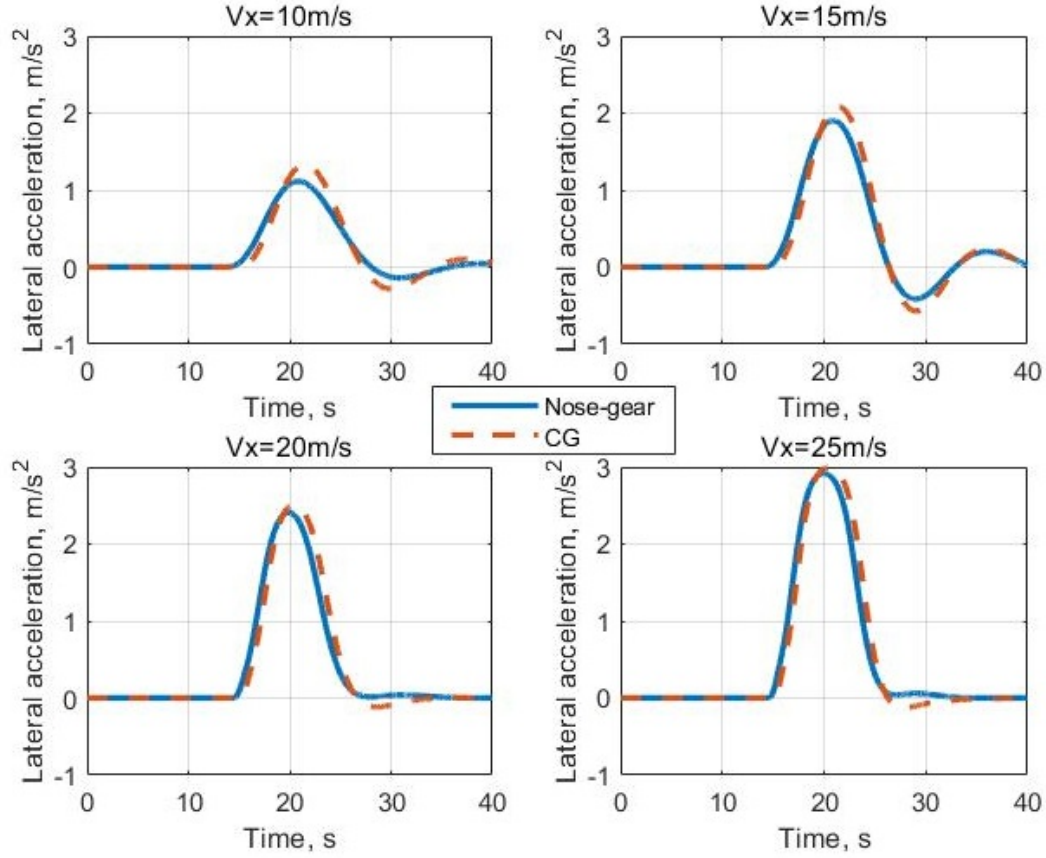 Vx=10m/s
Lateral acceleration, m/s²
3
2
1
0
-1
0 10 20 30 40
Time, s
Vx=15m/s
Lateral acceleration, m/s²
3
2
1
0
-1
0 10 20 30 40
Time, s
Nose-gear
CG
Vx=20m/s
Lateral acceleration, m/s²
3
2
1
0
-1
0 10 20 30 40
Time, s
Vx=25m/s
Lateral acceleration, m/s²
3
2
1
0
-1
0 10 20 30 40
Time, s